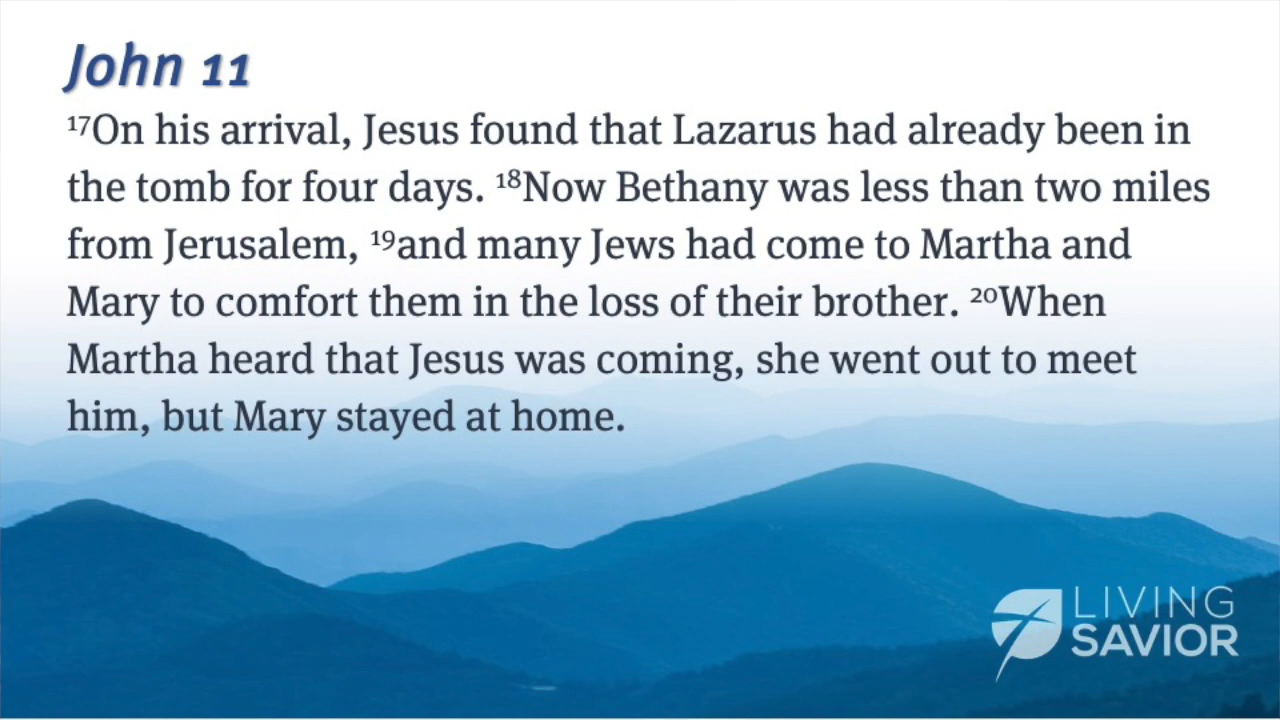 John 11
¹⁷On his arrival, Jesus found that Lazarus had already been in
the tomb for four days. ¹⁸Now Bethany was less than two miles
from Jerusalem, ¹⁹and many Jews had come to Martha and
Mary to comfort them in the loss of their brother. ²⁰When
Martha heard that Jesus was coming, she went out to meet
him, but Mary stayed at home.
LIVING
SAVIOR